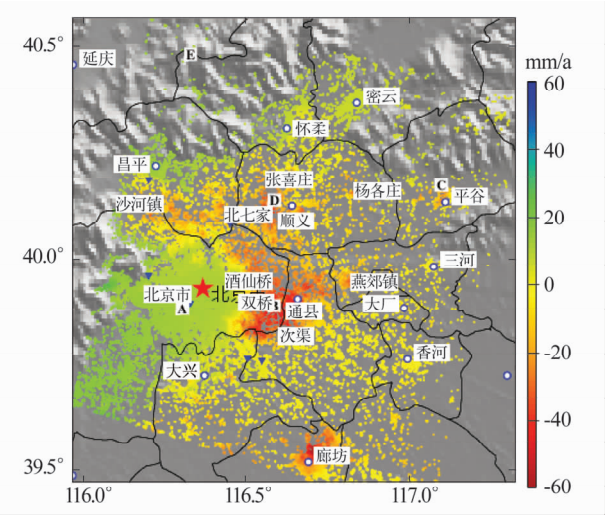 40.5°
E
mm/a
延庆
60
密云
怀柔
40
昌平
张喜庄
C
杨各庄
平谷
沙河镇
D
20
北七家
顺义
40.0°
三河
酒仙桥
燕郊镇
0
北京市
北京
双桥
B
通县
大厂
A
次渠
-20
香河
大兴
-40
廊坊
39.5°
-60
116.0°
116.5°
117.0°